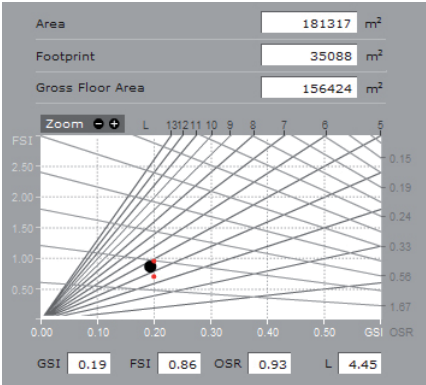 Area 181317 m²
Footprint 35088 m²
Gross Floor Area 156424 m²
Zoom L 13 12 11 10 9 8 7 6 5
FSI
0.15
2.50
0.19
2.00
0.24
1.50
0.33
1.00
0.56
0.50
1.67
0.00 0.10 0.20 0.30 0.40 0.50 GSI OSR
GSI 0.19 FSI 0.86 OSR 0.93 L 4.45